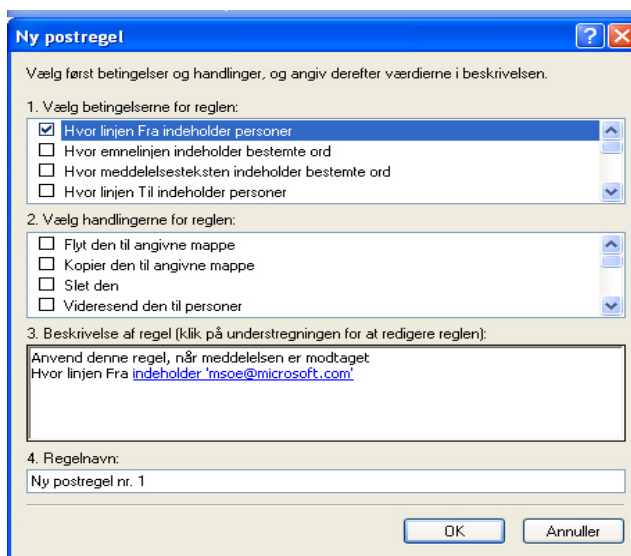 Ny postregel
Vælg først betingelser og handlinger, og angiv derefter værdierne i beskrivelsen.
1. Vælg betingelserne for reglen:
Hvor linjen Fra indeholder personer
Hvor emnelinjen indeholder bestemte ord
Hvor meddelelsesteksten indeholder bestemte ord
Hvor linjen Til indeholder personer
2. Vælg handlingerne for reglen:
Flyt den til angivne mappe
Kopier den til angivne mappe
Slet den
Videresend den til personer
3. Beskrivelse af regel (klik på understregningen for at redigere reglen):
Anvend denne regel, når meddelelsen er modtaget
Hvor linjen Fra indeholder 'msoe@microsoft.com'
4. Regelnavn:
Ny postregel nr. 1
OK Annuller